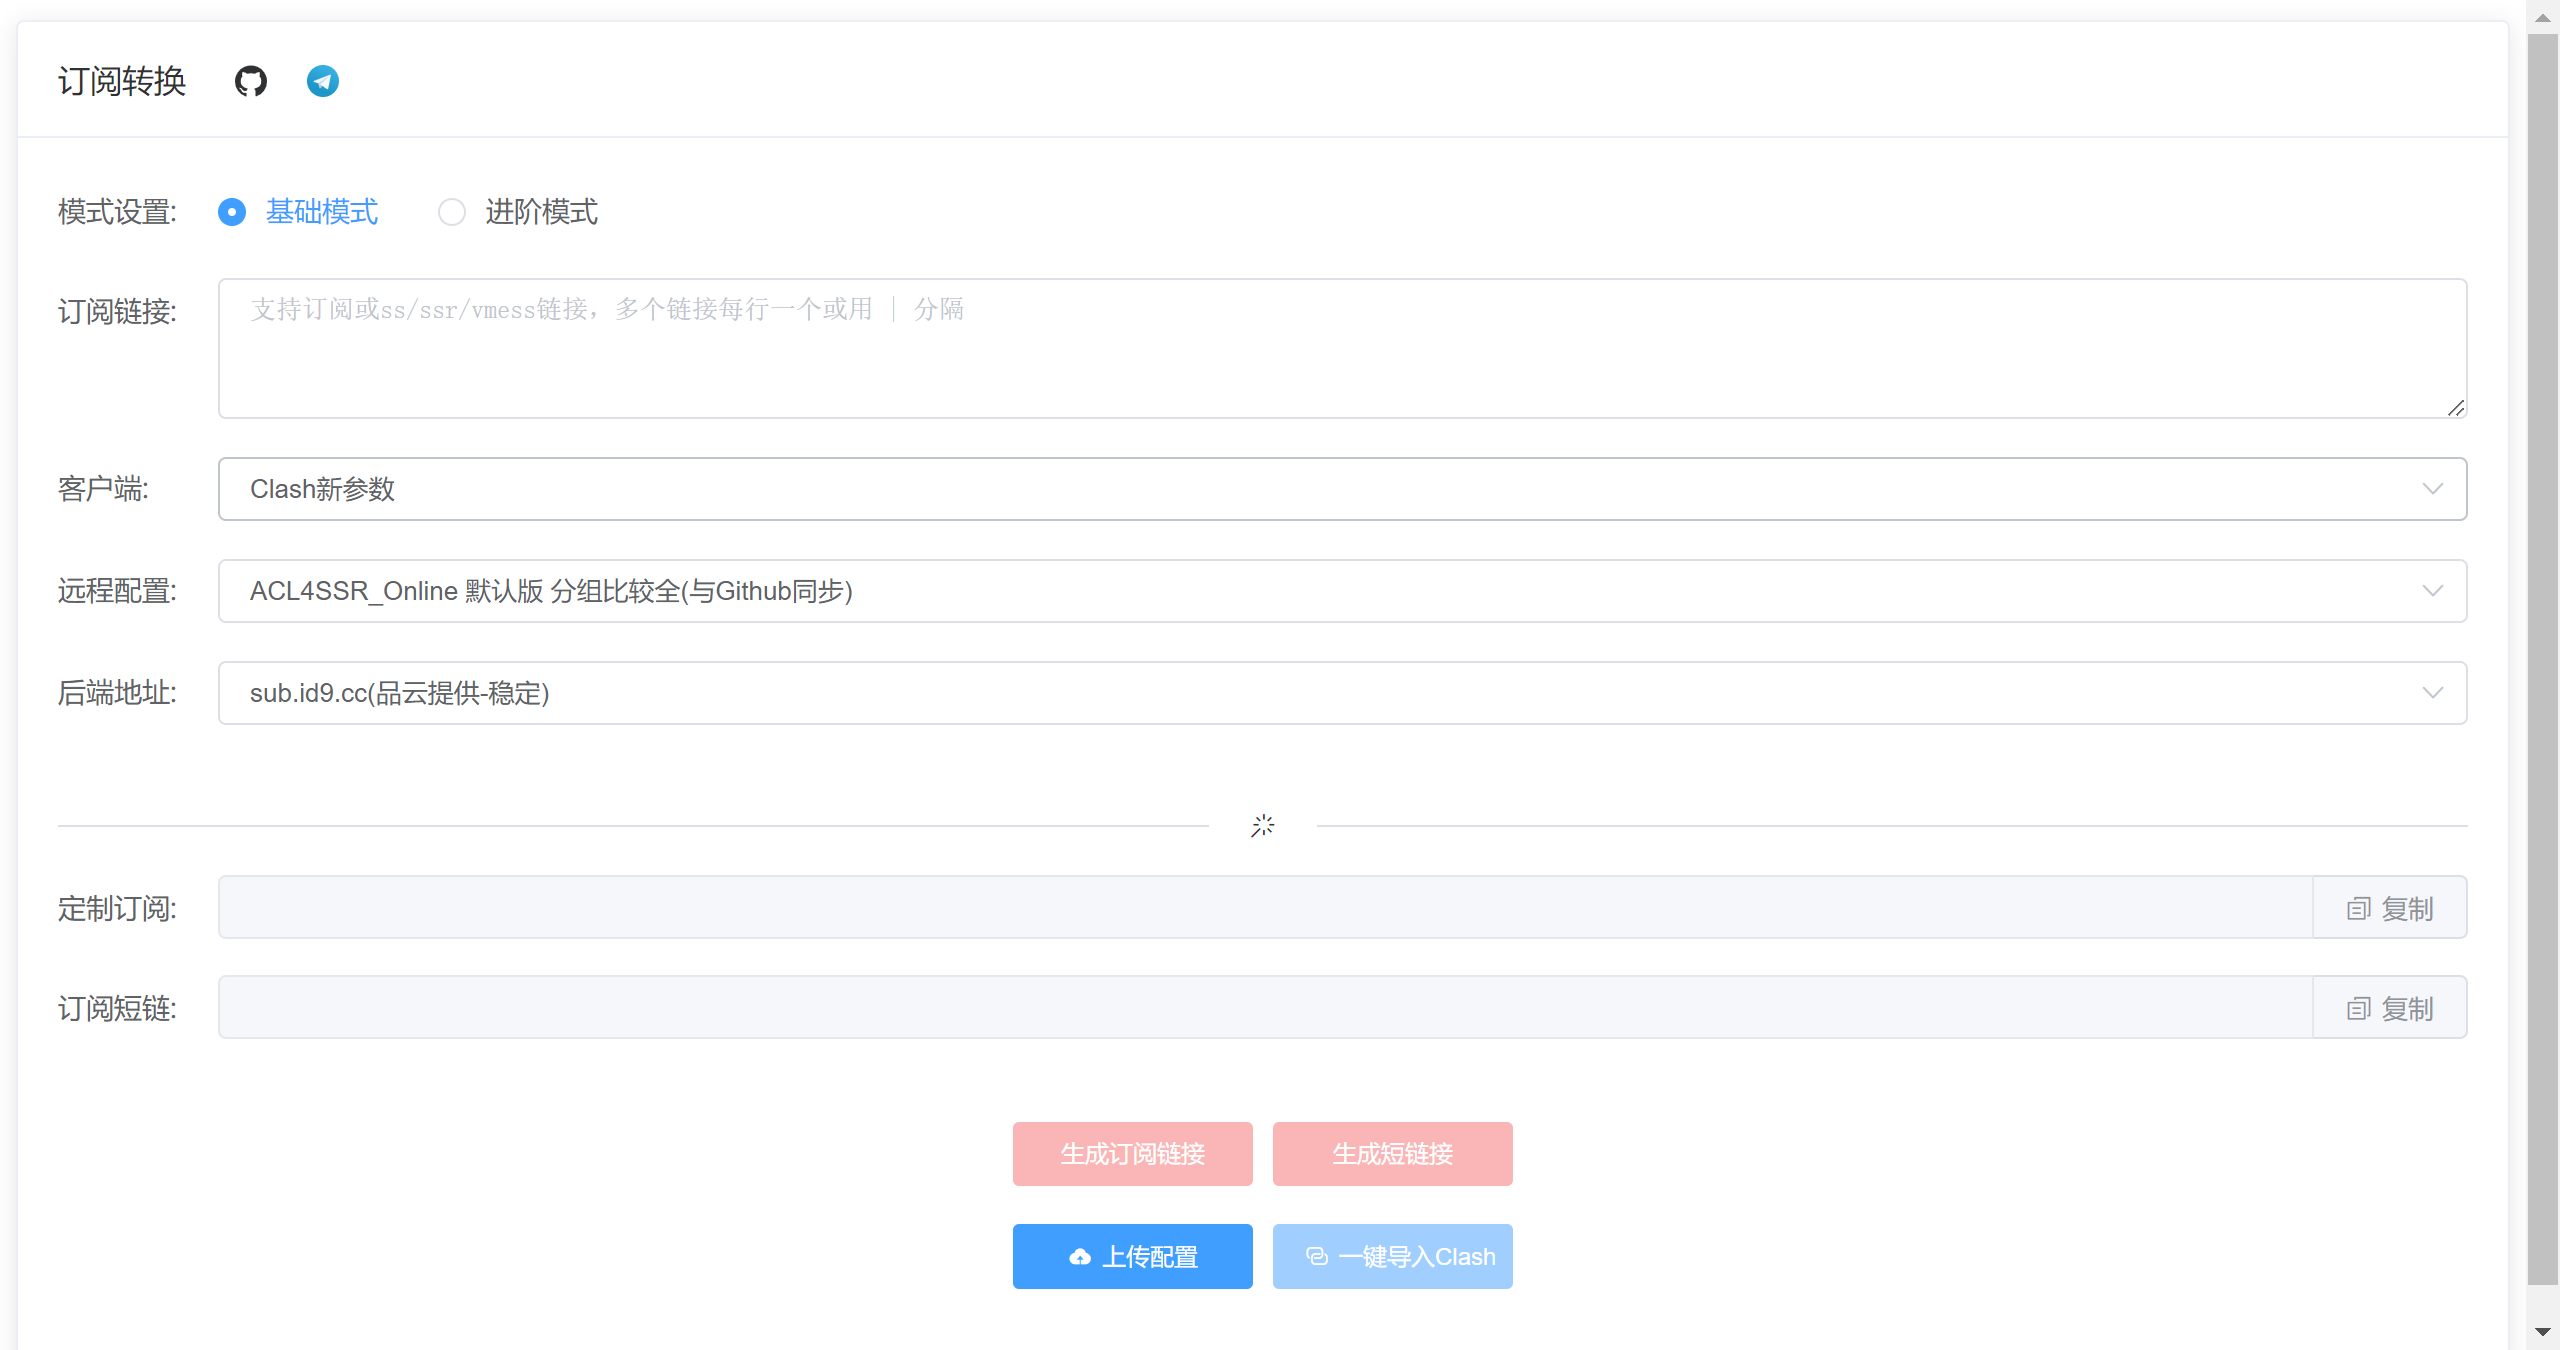 订阅转换
模式设置: 基础模式 进阶模式
订阅链接: 支持订阅或ss/ssr/vmess链接，多个链接每行一个或用 | 分隔
客户端: Clash新参数
远程配置: ACL4SSR_Online 默认版 分组比较全(与Github同步)
后端地址: sub.id9.cc(品云提供-稳定)
定制订阅: 复制
订阅短链: 复制
生成订阅链接 生成短链接
上传配置 一键导入Clash